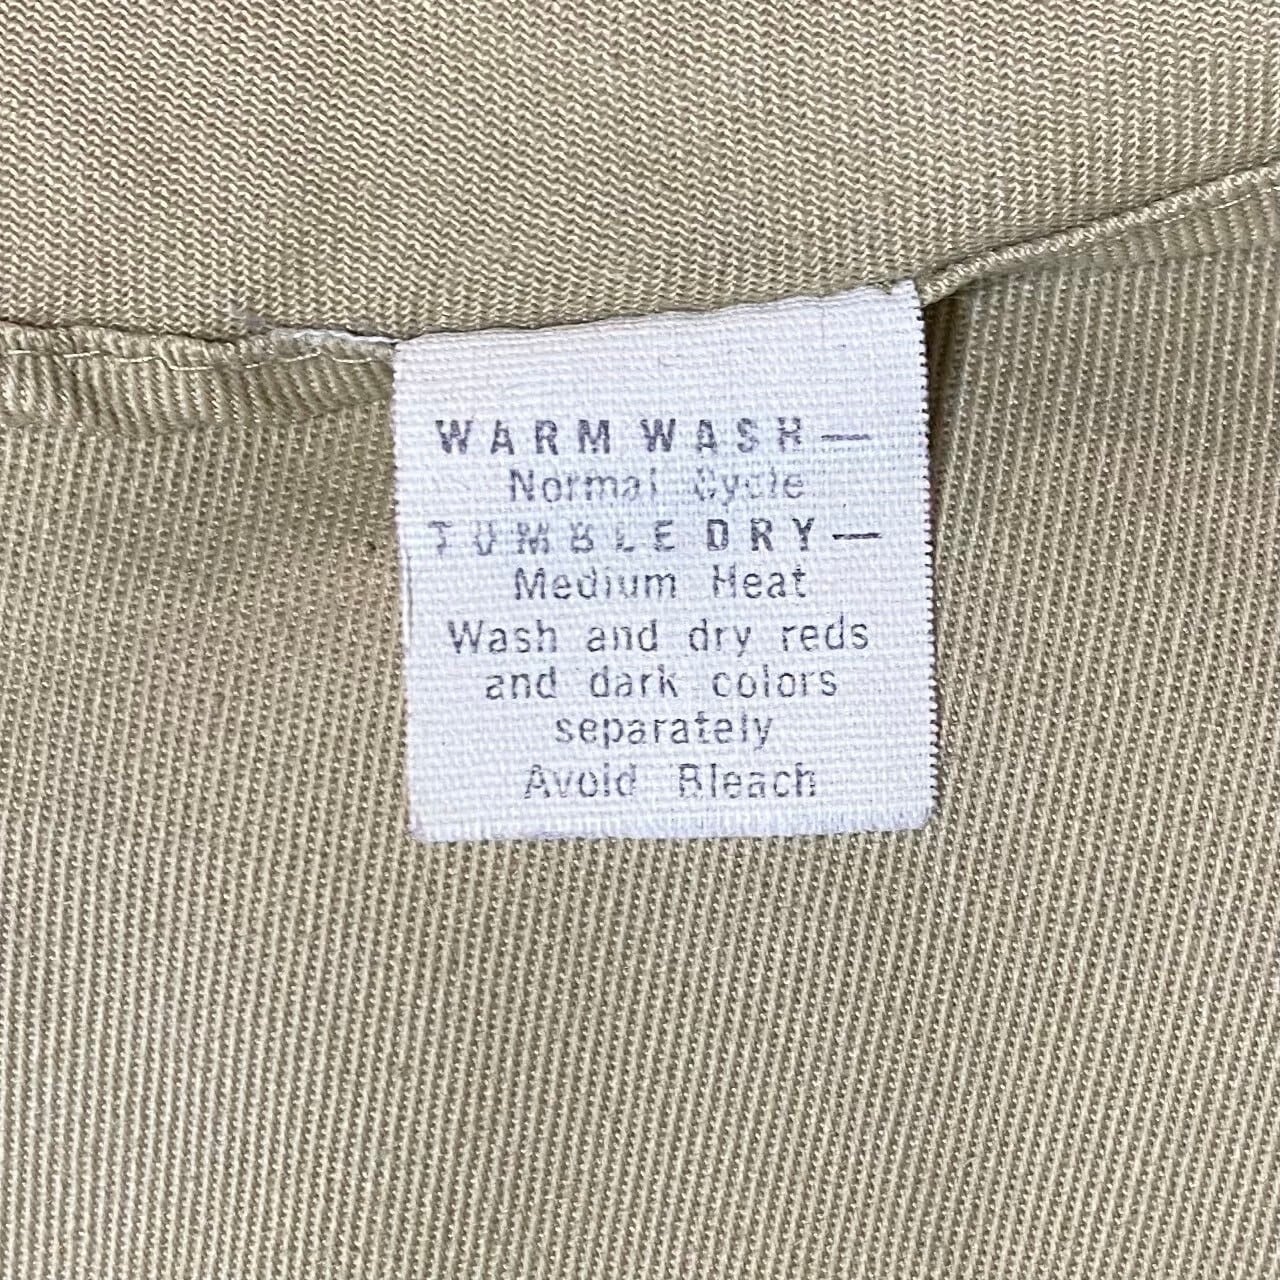 WARM WASH—
Normal Cycle
TUMBLE DRY—
Medium Heat
Wash and dry reds
and dark colors
separately
Avoid Bleach